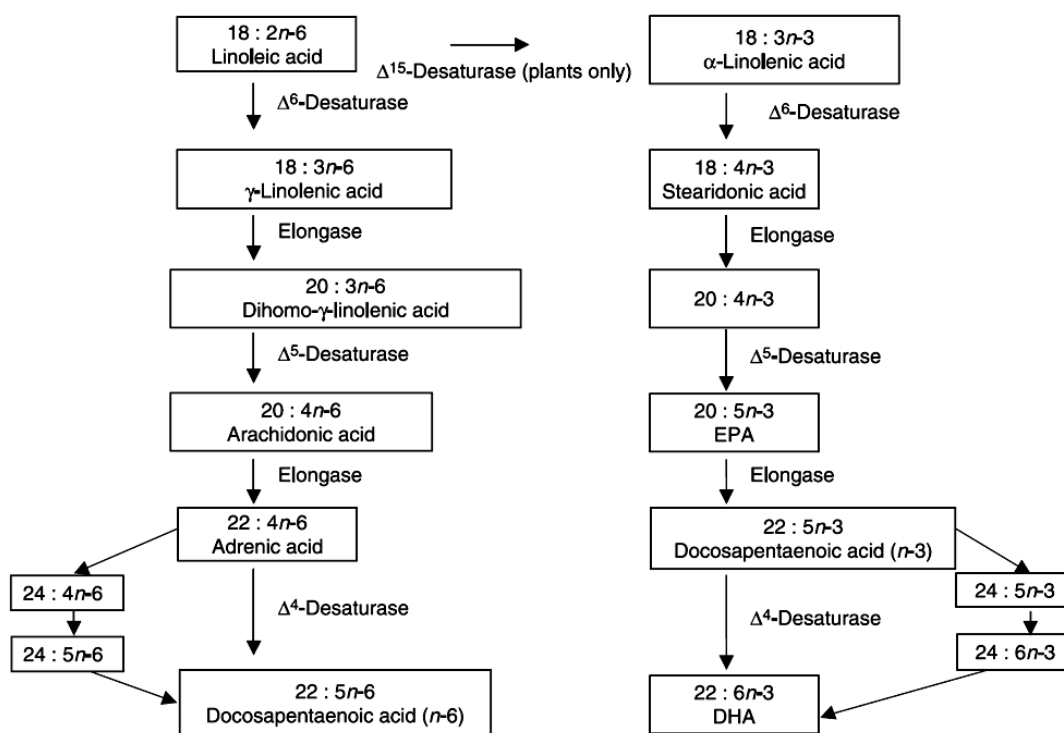 18 : 2n-6
Linoleic acid
Δ15-Desaturase (plants only)
18 : 3n-3
α-Linolenic acid
Δ6-Desaturase
Δ6-Desaturase
18 : 3n-6
γ-Linolenic acid
18 : 4n-3
Stearidonic acid
Elongase
Elongase
20 : 3n-6
Dihomo-γ-linolenic acid
20 : 4n-3
Δ5-Desaturase
Δ5-Desaturase
20 : 4n-6
Arachidonic acid
20 : 5n-3
EPA
Elongase
Elongase
22 : 4n-6
Adrenic acid
22 : 5n-3
Docosapentaenoic acid (n-3)
24 : 4n-6
24 : 5n-3
Δ4-Desaturase
Δ4-Desaturase
24 : 5n-6
24 : 6n-3
22 : 5n-6
Docosapentaenoic acid (n-6)
22 : 6n-3
DHA